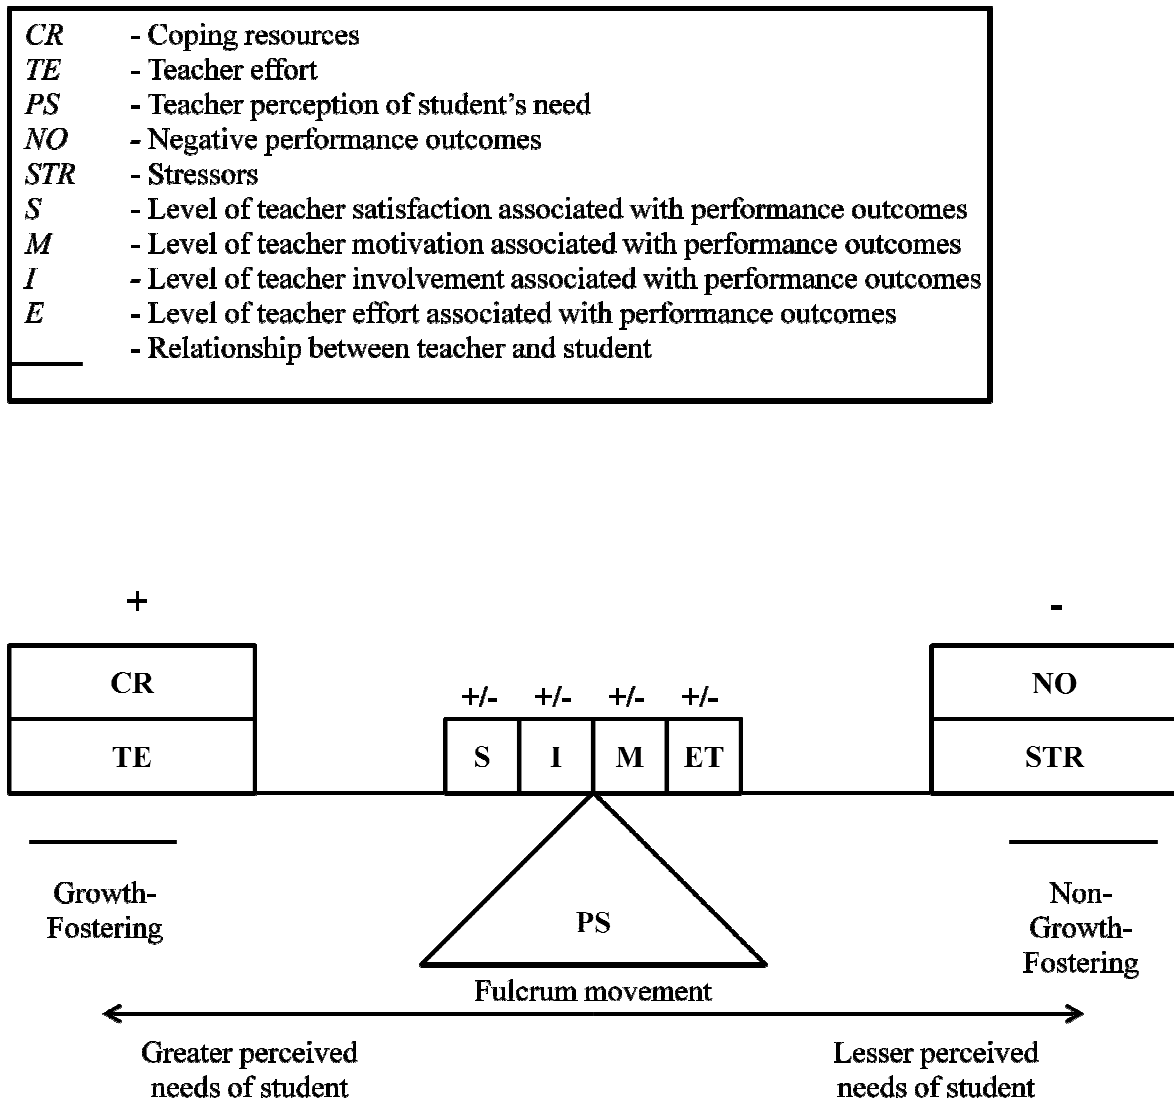 CR - Coping resources
TE - Teacher effort
PS - Teacher perception of student's need
NO - Negative performance outcomes
STR - Stressors
S - Level of teacher satisfaction associated with performance outcomes
M - Level of teacher motivation associated with performance outcomes
I - Level of teacher involvement associated with performance outcomes
E - Level of teacher effort associated with performance outcomes
- Relationship between teacher and student
+ -
CR NO
+/- +/- +/- +/-
TE S I M ET STR
Growth- Non-
Fostering Growth-
Fostering
PS
Fulcrum movement
Greater perceived Lesser perceived
needs of student needs of student